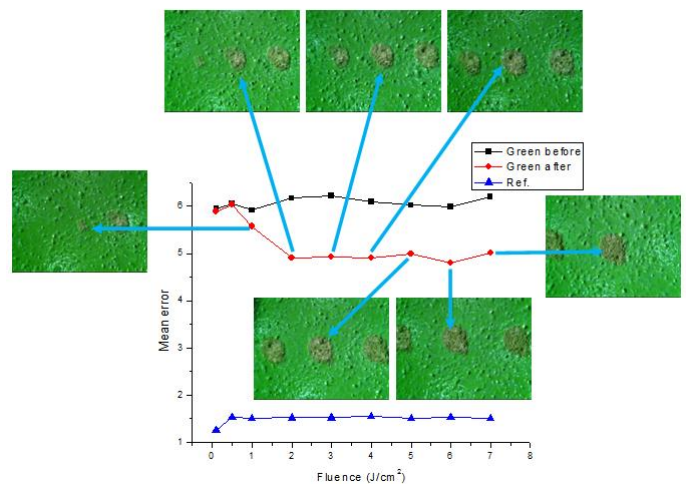 Green before
Green after
Ref.
6
5
4
3
2
1
Mean error
0 1 2 3 4 5 6 7 8
Fluence (J/cm²)